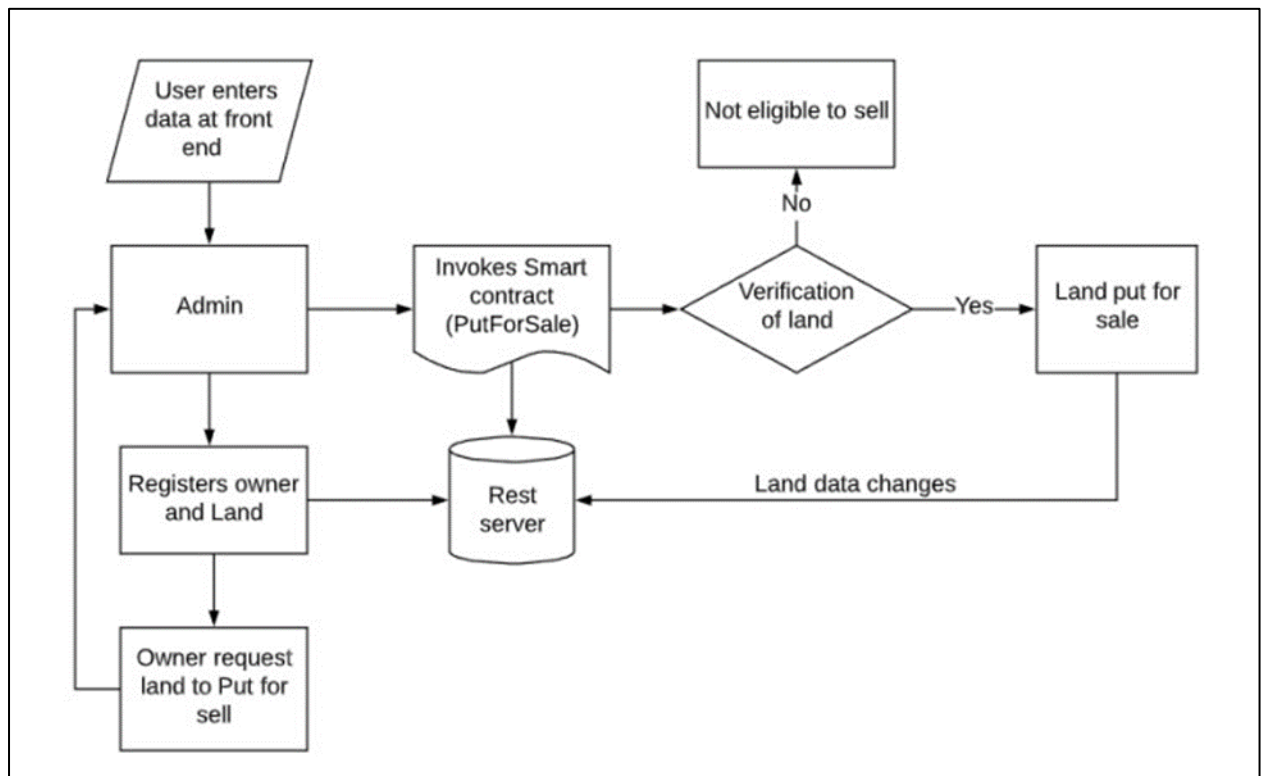 User enters
data at front
end
Not eligible to sell
No
Admin
Invokes Smart
contract
(PutForSale)
Verification
of land
Yes
Land put for
sale
Registers owner
and Land
Rest
server
Land data changes
Owner request
land to Put for
sell